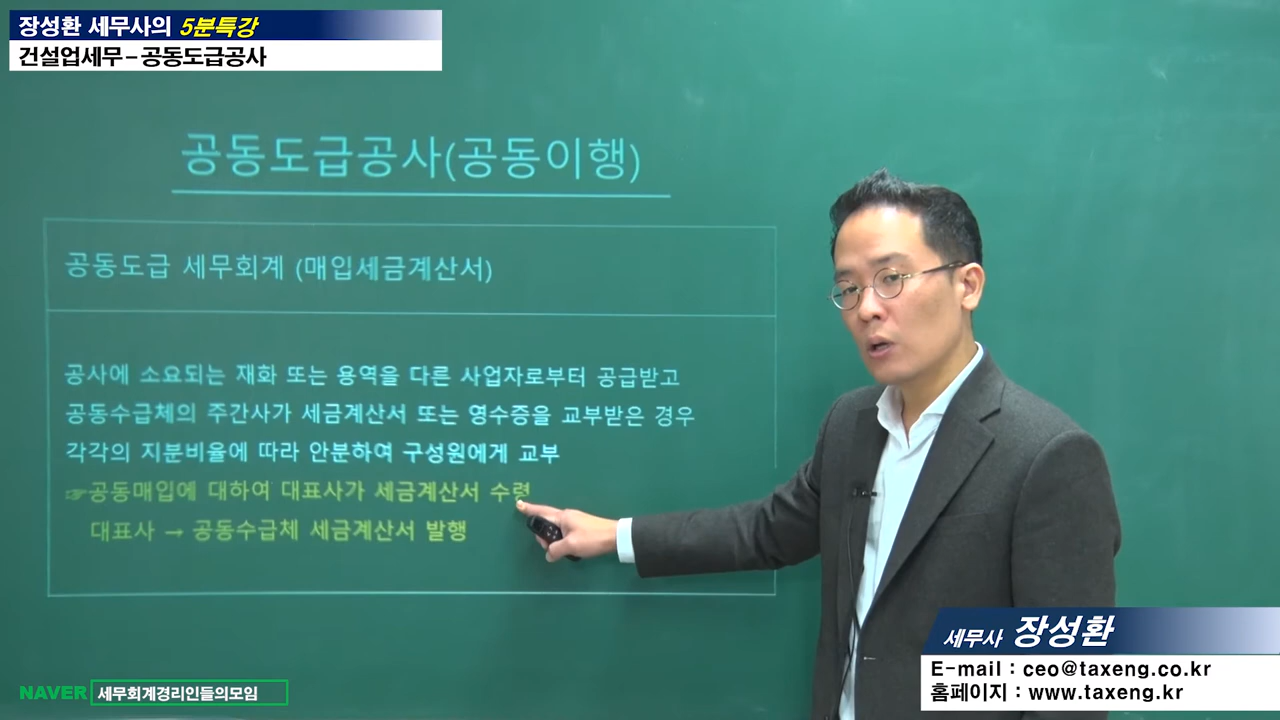 장성환 세무사의 5분특강
건설업세무-공동도급공사
공동도급공사(공동이행)
공동도급 세무회계 (매입세금계산서)
공사에 소요되는 재화 또는 용역을 다른 사업자로부터 공급받고
공동수급체의 주간사가 세금계산서 또는 영수증을 교부받은 경우
각각의 지분비율에 따라 안분하여 구성원에게 교부
☞공동매입에 대하여 대표사가 세금계산서 수령
대표사 → 공동수급체 세금계산서 발행
세무사 장성환
E-mail : ceo@taxeng.co.kr
홈페이지 : www.taxeng.kr
NAVER 세무회계경리인들의모임